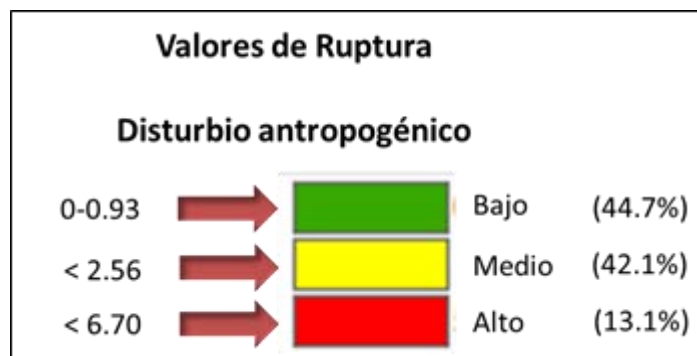 Valores de Ruptura
Disturbio antropogénico
0-0.93 Bajo (44.7%)
< 2.56 Medio (42.1%)
< 6.70 Alto (13.1%)